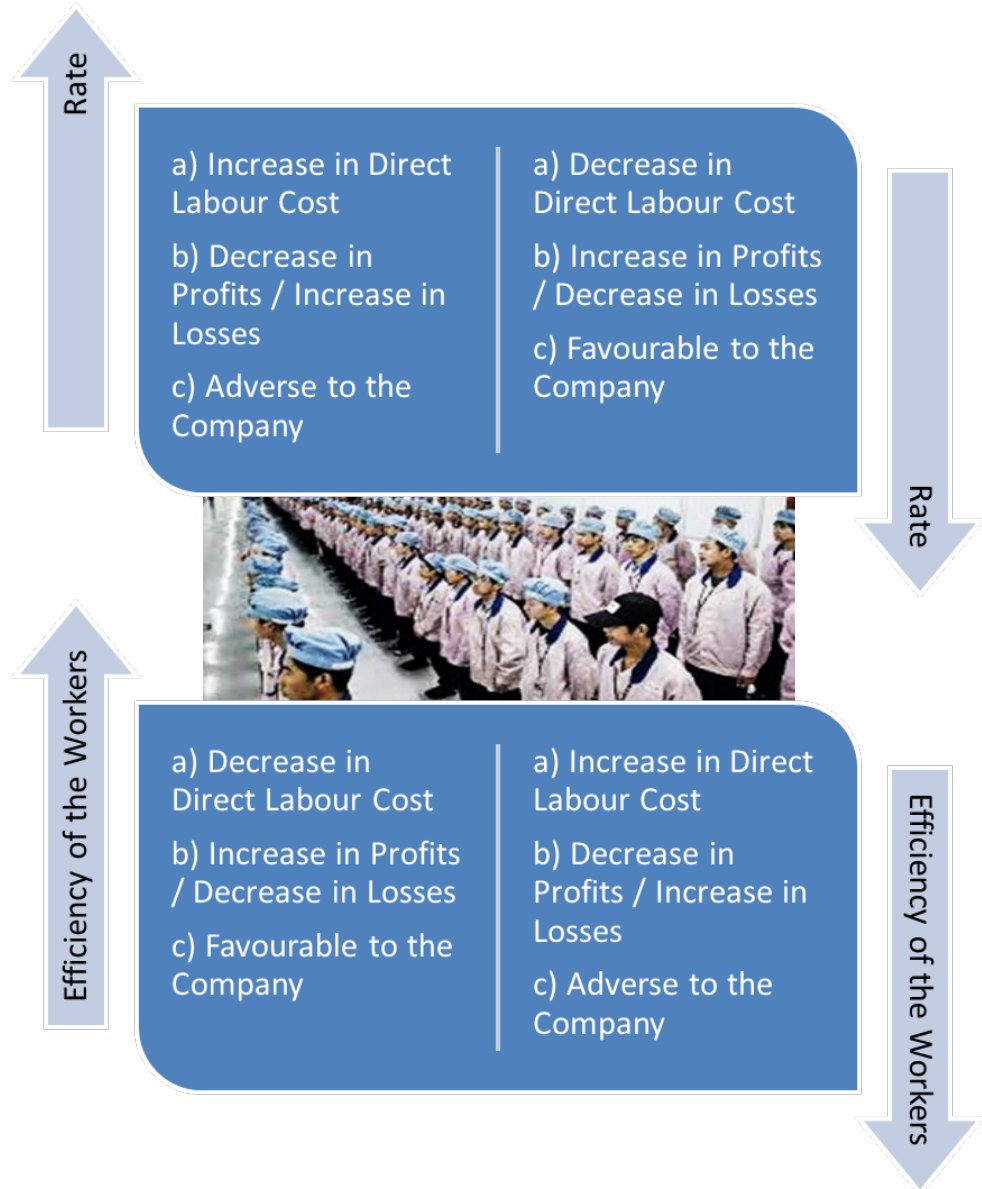 Rate
a) Increase in Direct
Labour Cost
b) Decrease in
Profits / Increase in
Losses
c) Adverse to the
Company
a) Decrease in
Direct Labour Cost
b) Increase in Profits
/ Decrease in Losses
c) Favourable to the
Company
Rate
Efficiency of the Workers
a) Decrease in
Direct Labour Cost
b) Increase in Profits
/ Decrease in Losses
c) Favourable to the
Company
a) Increase in Direct
Labour Cost
b) Decrease in
Profits / Increase in
Losses
c) Adverse to the
Company
Efficiency of the Workers